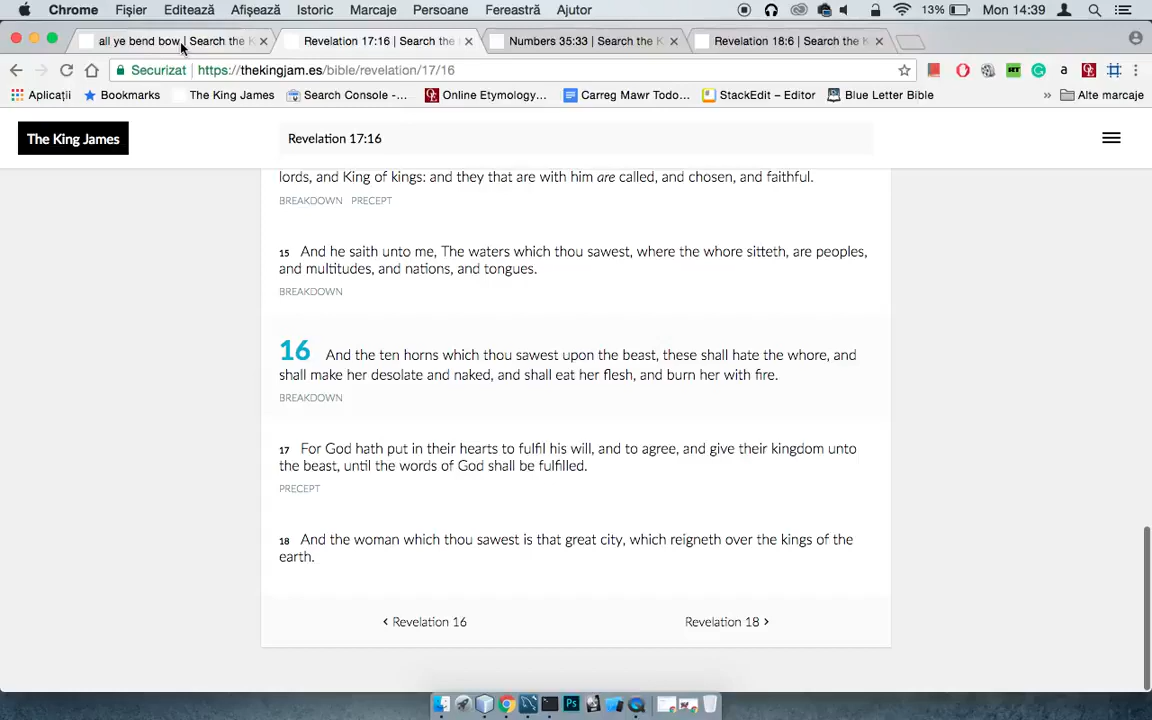 Chrome Fișier Editează Afișează Istoric Marcaje Persoane Fereastră Ajutor 13% Mon 14:39
all ye bend bow | Search the K Revelation 17:16 | Search the Numbers 35:33 | Search the K Revelation 18:6 | Search the K
Securizat https://thekingjam.es/bible/revelation/17/16
Aplicații Bookmarks The King James Search Console -... Online Etymology... Carreg Mawr Todo... StackEdit – Editor Blue Letter Bible » Alte marcaje
The King James Revelation 17:16
lords, and King of kings: and they that are with him are called, and chosen, and faithful.
BREAKDOWN PRECEPT
15 And he saith unto me, The waters which thou sawest, where the whore sitteth, are peoples,
and multitudes, and nations, and tongues.
BREAKDOWN
16 And the ten horns which thou sawest upon the beast, these shall hate the whore, and
shall make her desolate and naked, and shall eat her flesh, and burn her with fire.
BREAKDOWN
17 For God hath put in their hearts to fulfil his will, and to agree, and give their kingdom unto
the beast, until the words of God shall be fulfilled.
PRECEPT
18 And the woman which thou sawest is that great city, which reigneth over the kings of the
earth.
< Revelation 16 Revelation 18 >
Ps